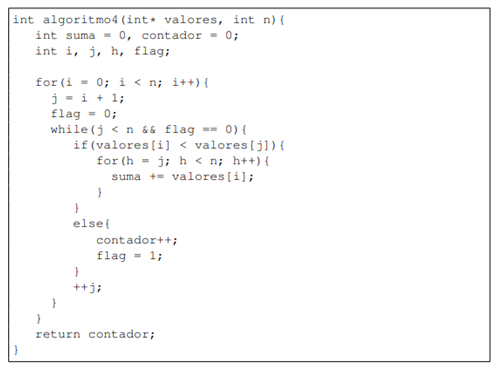 int algoritmo4(int* valores, int n){
int suma = 0, contador = 0;
int i, j, h, flag;
for(i = 0; i < n; i++){
j = i + 1;
flag = 0;
while(j < n && flag == 0){
if(valores[i] < valores[j]){
for(h = j; h < n; h++){
suma += valores[i];
}
}
else{
contador++;
flag = 1;
}
++j;
}
}
return contador;
}